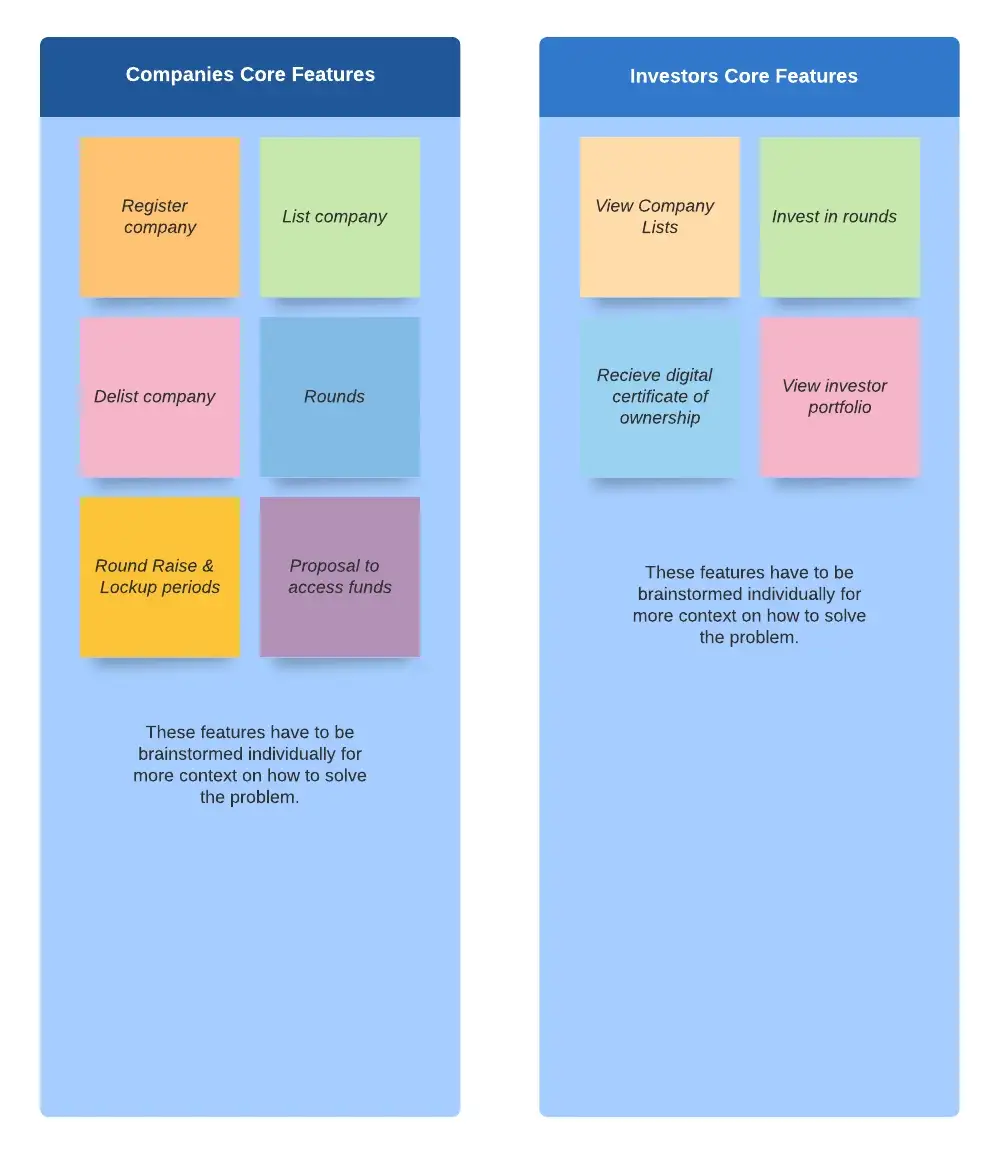 Companies Core Features
Register
company
List company
Delist company
Rounds
Round Raise &
Lockup periods
Proposal to
access funds
These features have to be
brainstormed individually for
more context on how to solve
the problem.
Investors Core Features
View Company
Lists
Invest in rounds
Recieve digital
certificate of
ownership
View investor
portfolio
These features have to be
brainstormed individually for
more context on how to solve
the problem.